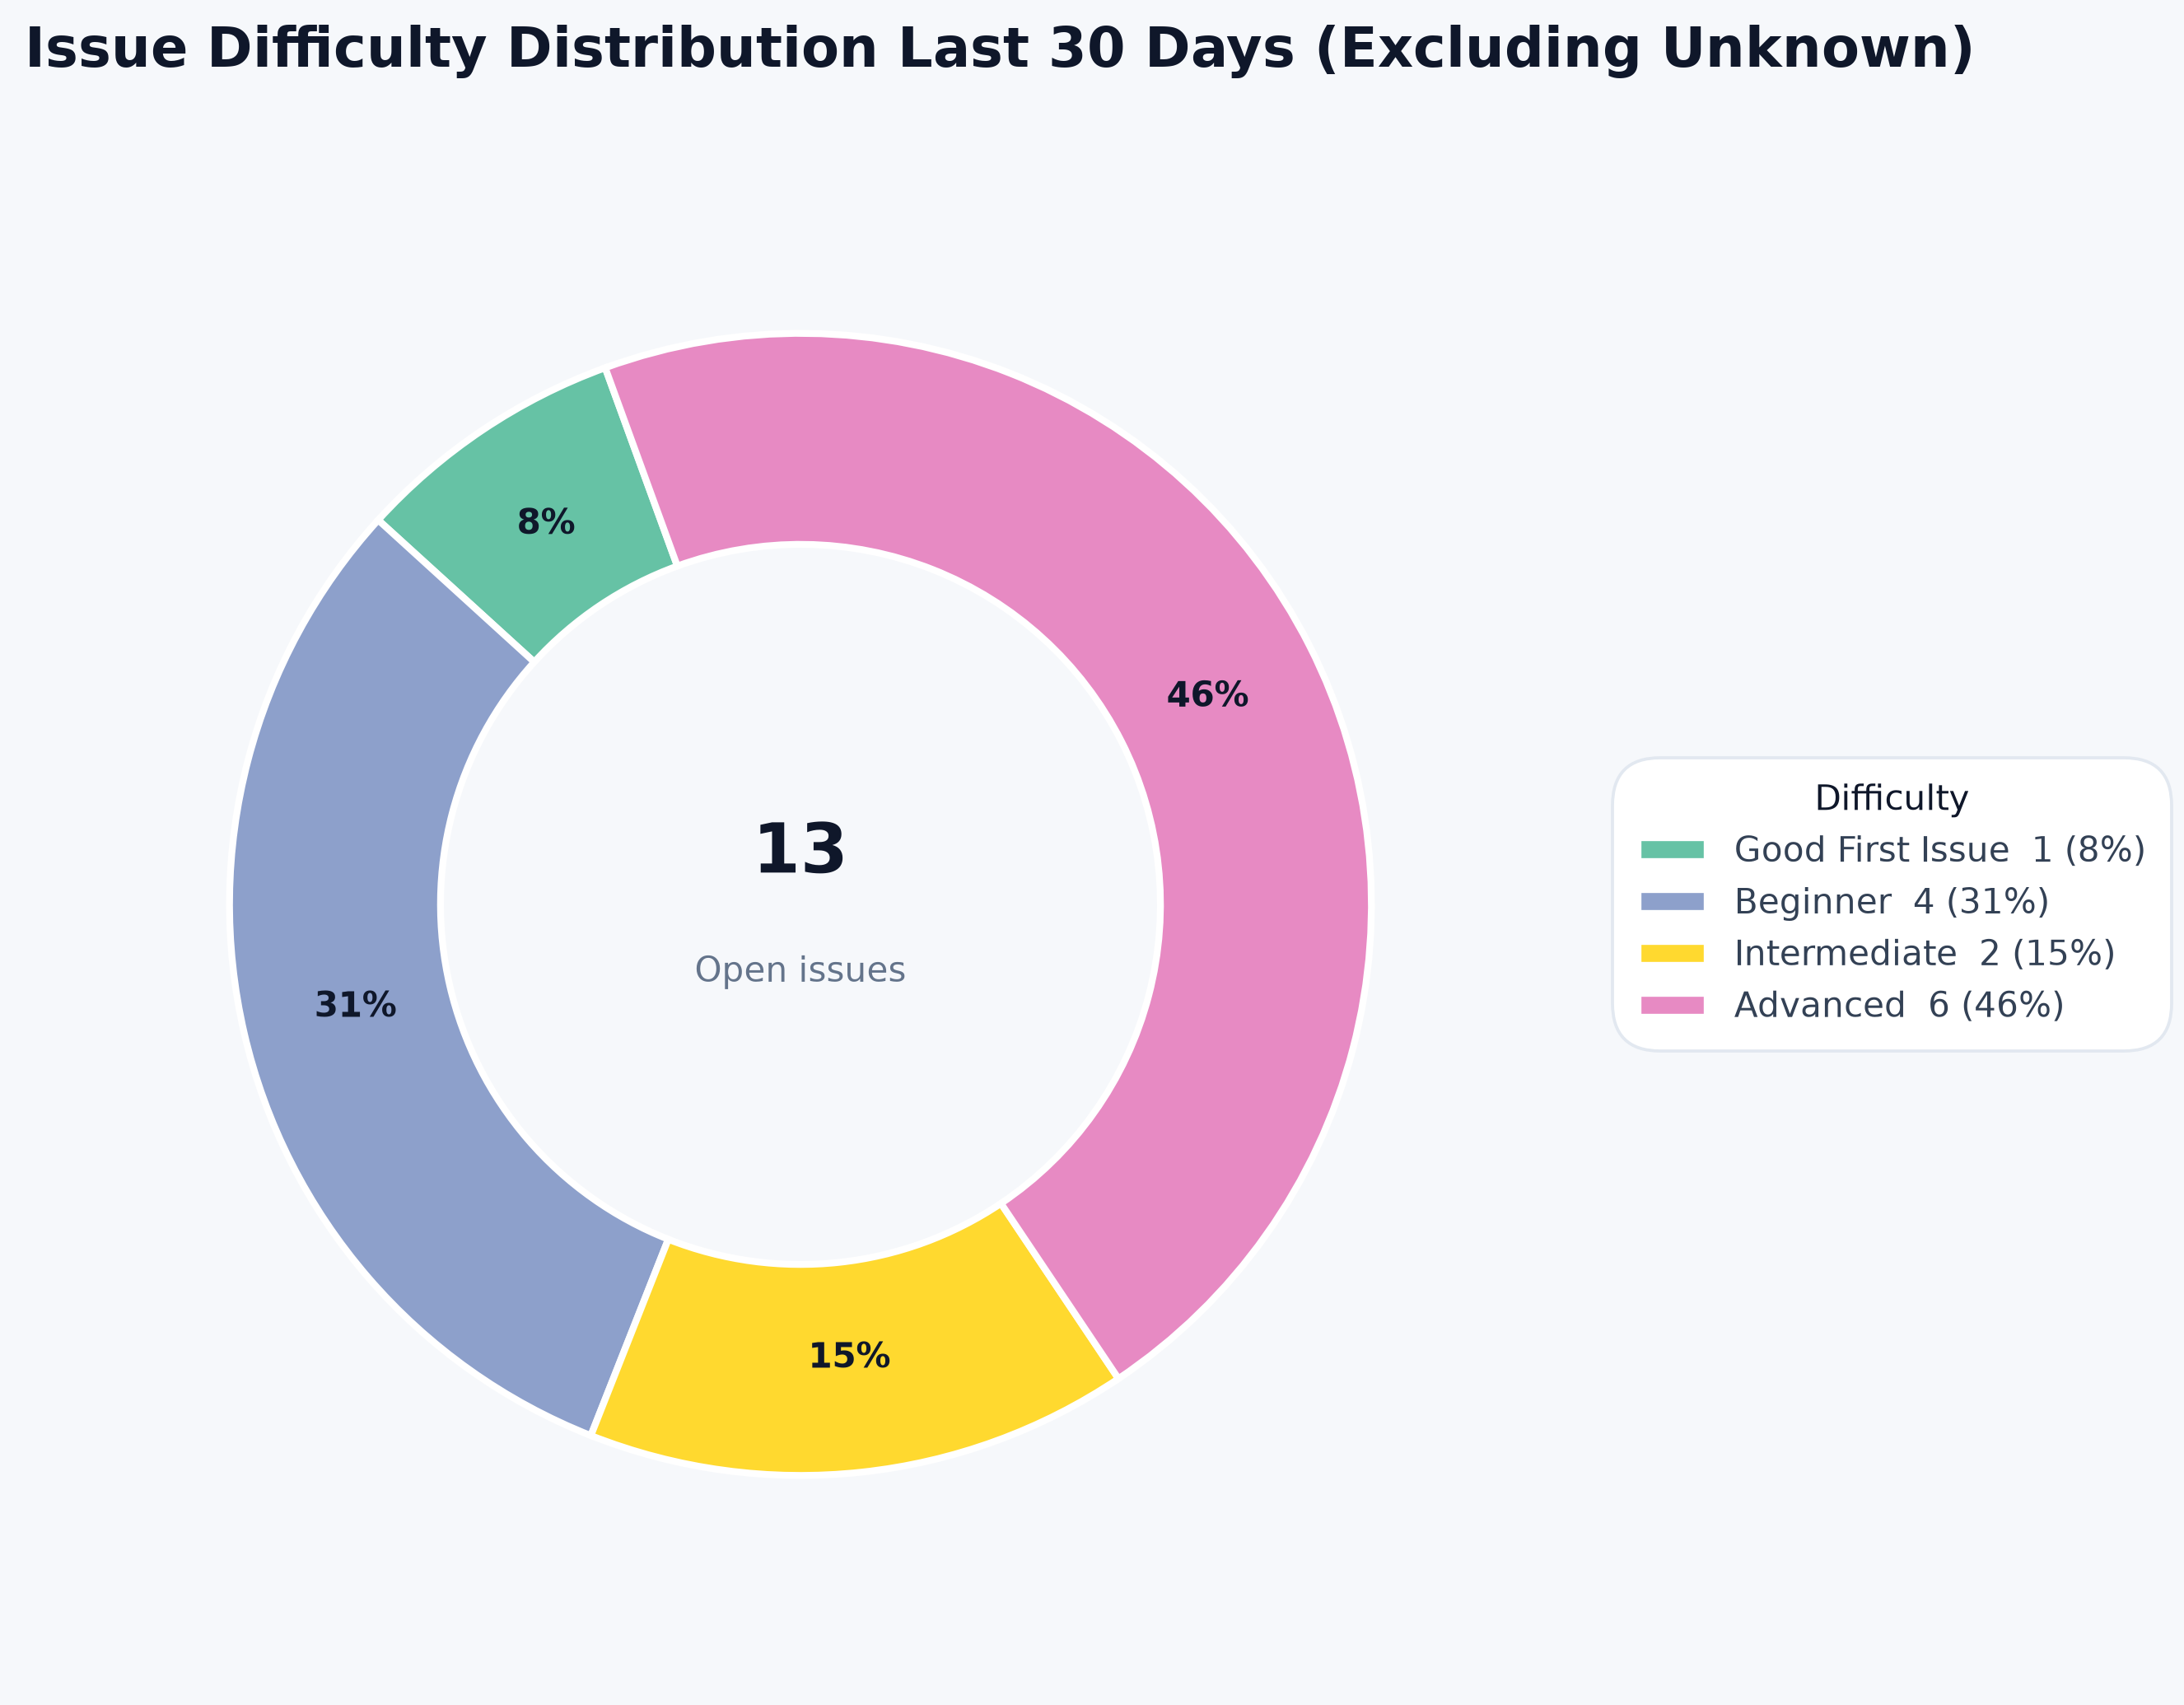 Issue Difficulty Distribution Last 30 Days (Excluding Unknown)
8%
46%
13
Open issues
31%
15%
Difficulty
Good First Issue  1 (8%)
Beginner  4 (31%)
Intermediate  2 (15%)
Advanced  6 (46%)